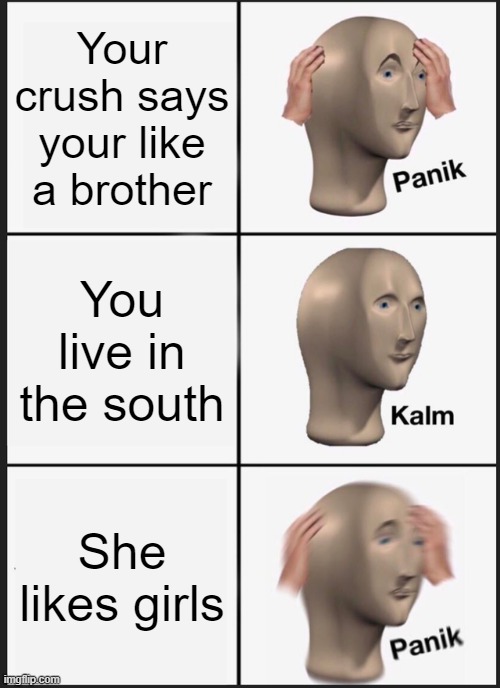 Your
crush says
your like
a brother
Panik
You
live in
the south
Kalm
She
likes girls
Panik
imgflip.com